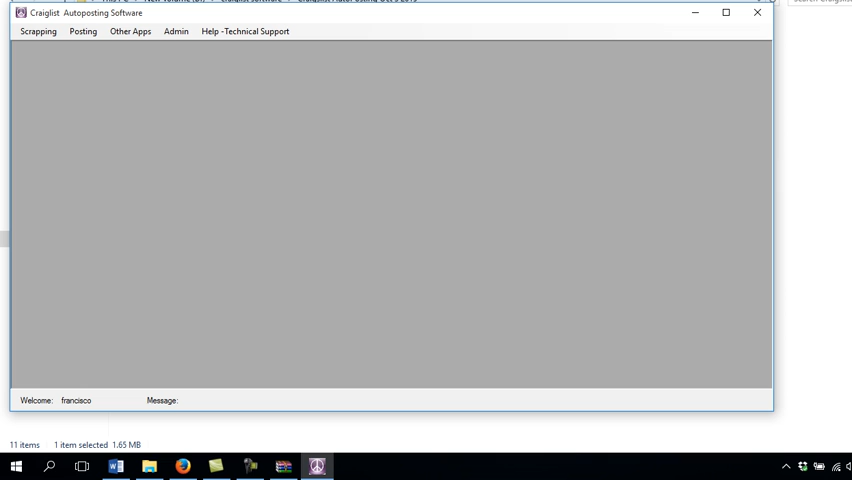 Craiglist Autoposting Software
Scrapping Posting Other Apps Admin Help -Technical Support
Welcome: francisco Message:
11 items 1 item selected 1.65 MB